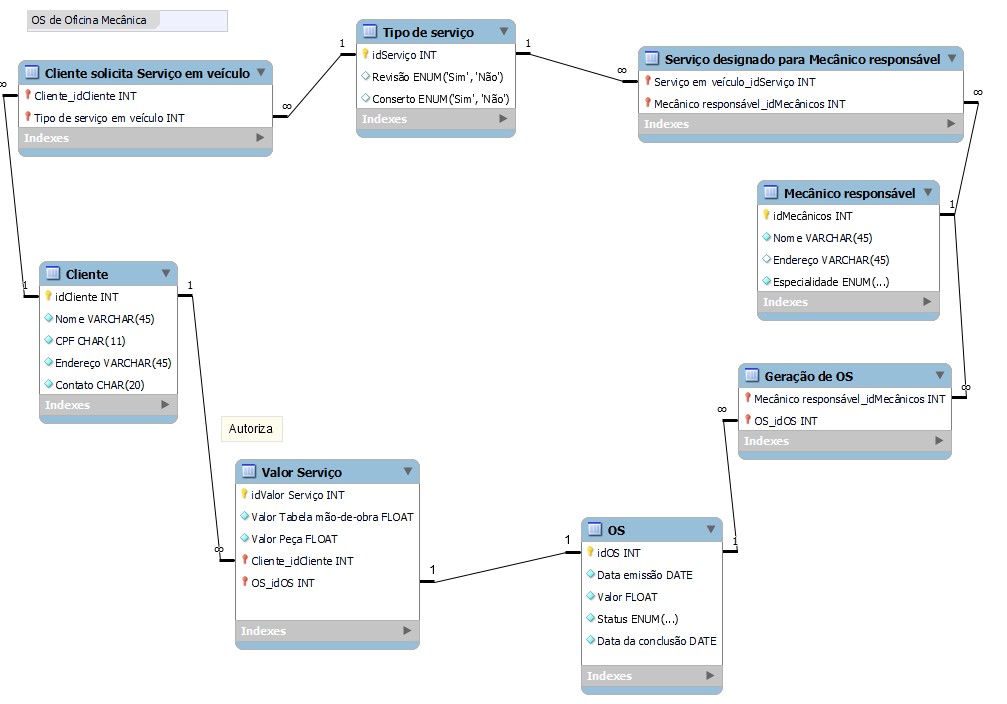 OS de Oficina Mecânica
Cliente solicita Serviço em veículo
Cliente_idCliente INT
Tipo de serviço em veículo INT
Indexes
∞
∞
Tipo de serviço
idServiço INT
Revisão ENUM('Sim', 'Não')
Conserto ENUM('Sim', 'Não')
Indexes
1
1
Serviço designado para Mecânico responsável
Serviço em veículo_idServiço INT
Mecânico responsável_idMecânicos INT
Indexes
∞
∞
Mecânico responsável
idMecânicos INT
Nome VARCHAR(45)
Endereço VARCHAR(45)
Especialidade ENUM(...)
Indexes
1
Cliente
idCliente INT
Nome VARCHAR(45)
CPF CHAR(11)
Endereço VARCHAR(45)
Contato CHAR(20)
Indexes
1
1
Geração de OS
Mecânico responsável_idMecânicos INT
OS_idOS INT
Indexes
∞
∞
Autoriza
Valor Serviço
idValor Serviço INT
Valor Tabela mão-de-obra FLOAT
Valor Peça FLOAT
Cliente_idCliente INT
OS_idOS INT
Indexes
∞
1
OS
idOS INT
Data emissão DATE
Valor FLOAT
Status ENUM(...)
Data da conclusão DATE
Indexes
1
1